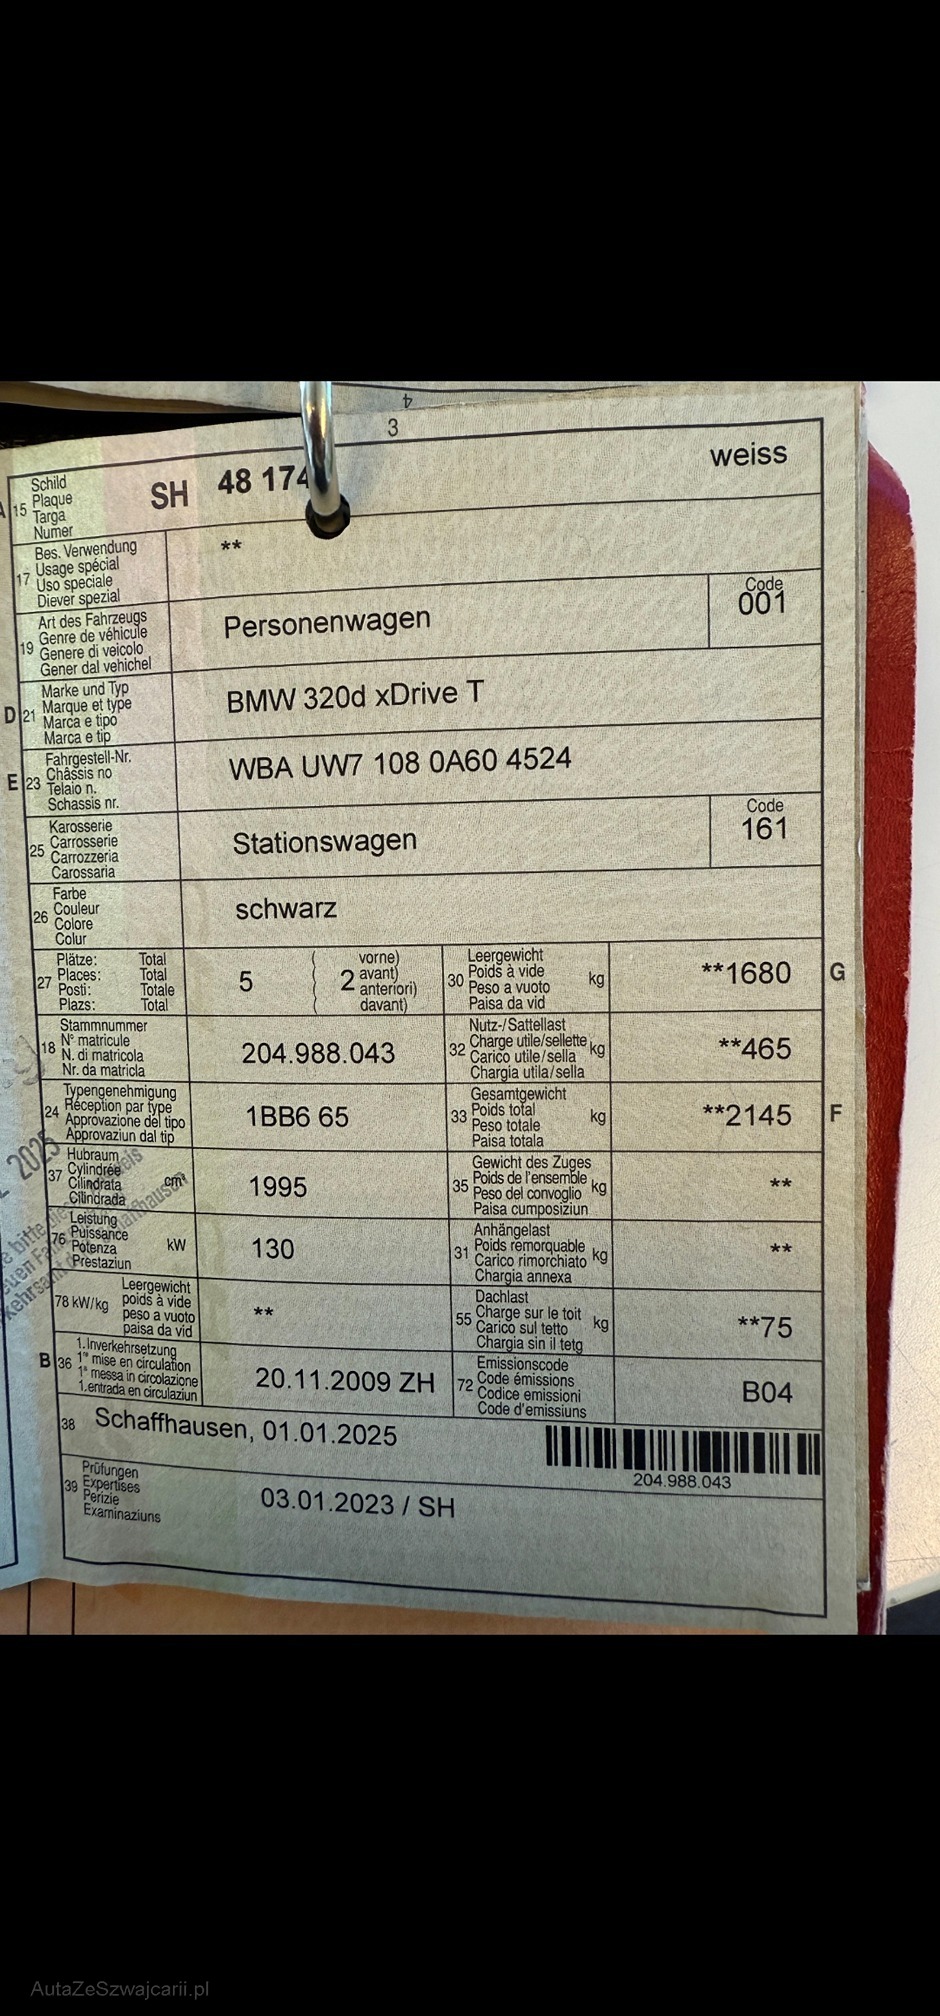 4
3
A 15 Schild
Plaque
Targa
Numer
SH 48 174
weiss
17 Bes. Verwendung
Usage spécial
Uso speciale
Diever spezial
**
19 Art des Fahrzeugs
Genre de véhicule
Genere di veicolo
Gener dal vehichel
Personenwagen
Code
001
D 21 Marke und Typ
Marque et type
Marca e tipo
Marca e tip
BMW 320d xDrive T
E 23 Fahrgestell-Nr.
Châssis no
Telaio n.
Schassis nr.
WBA UW7 108 0A60 4524
25 Karosserie
Carrosserie
Carrozzeria
Carossaria
Stationswagen
Code
161
26 Farbe
Couleur
Colore
Colur
schwarz
27 Plätze: Total
Places: Total
Posti: Totale
Plazs: Total
5 ( 2 vorne)
avant)
anteriori)
davant)
30 Leergewicht
Poids à vide
Peso a vuoto
Paisa da vid
kg
**1680 G
18 Stammnummer
N° matricule
N. di matricola
Nr. da matricla
204.988.043
32 Nutz-/Sattellast
Charge utile/sellette
Carico utile/sella
Chargia utila/sella
kg
**465
24 Typengenehmigung
Réception par type
Approvazione del tipo
Approvaziun dal tip
1BB6 65
33 Gesamtgewicht
Poids total
Peso totale
Paisa totala
kg
**2145 F
37 Hubraum
Cylindrée
Cilindrata
Cilindrada
cm³
1995
35 Gewicht des Zuges
Poids de l'ensemble
Peso del convoglio
Paisa cumposiziun
kg
**
76 Leistung
Puissance
Potenza
Prestaziun
kW
130
31 Anhängelast
Poids remorquable
Carico rimorchiato
Chargia annexa
kg
**
78 kW/kg Leergewicht
poids à vide
peso a vuoto
paisa da vid
**
55 Dachlast
Charge sur le toit
Carico sul tetto
Chargia sin il tetg
kg
**75
B 36 1.Inverkehrsetzung
1re mise en circulation
1a messa in circolazione
1.entrada en circulaziun
20.11.2009 ZH
72 Emissionscode
Code émissions
Codice emissioni
Code d'emissiuns
B04
38 Schaffhausen, 01.01.2025
204.988.043
39 Prüfungen
Expertises
Perizie
Examinaziuns
03.01.2023 / SH
2025
bitte
AutaZeSzwajcarii.pl